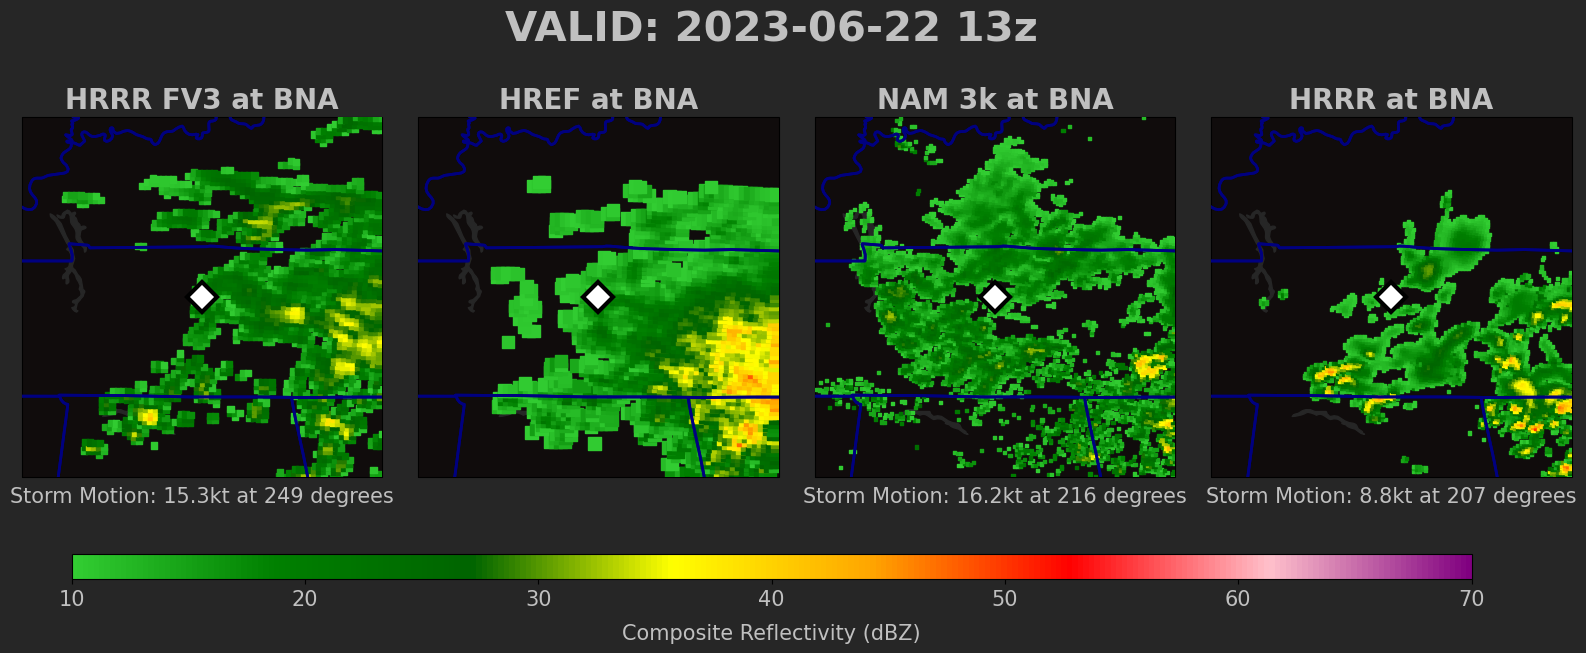 VALID: 2023-06-22 13z
HRRR FV3 at BNA
HREF at BNA
NAM 3k at BNA
HRRR at BNA
Storm Motion: 15.3kt at 249 degrees
Storm Motion: 16.2kt at 216 degrees
Storm Motion: 8.8kt at 207 degrees
10 20 30 40 50 60 70
Composite Reflectivity (dBZ)